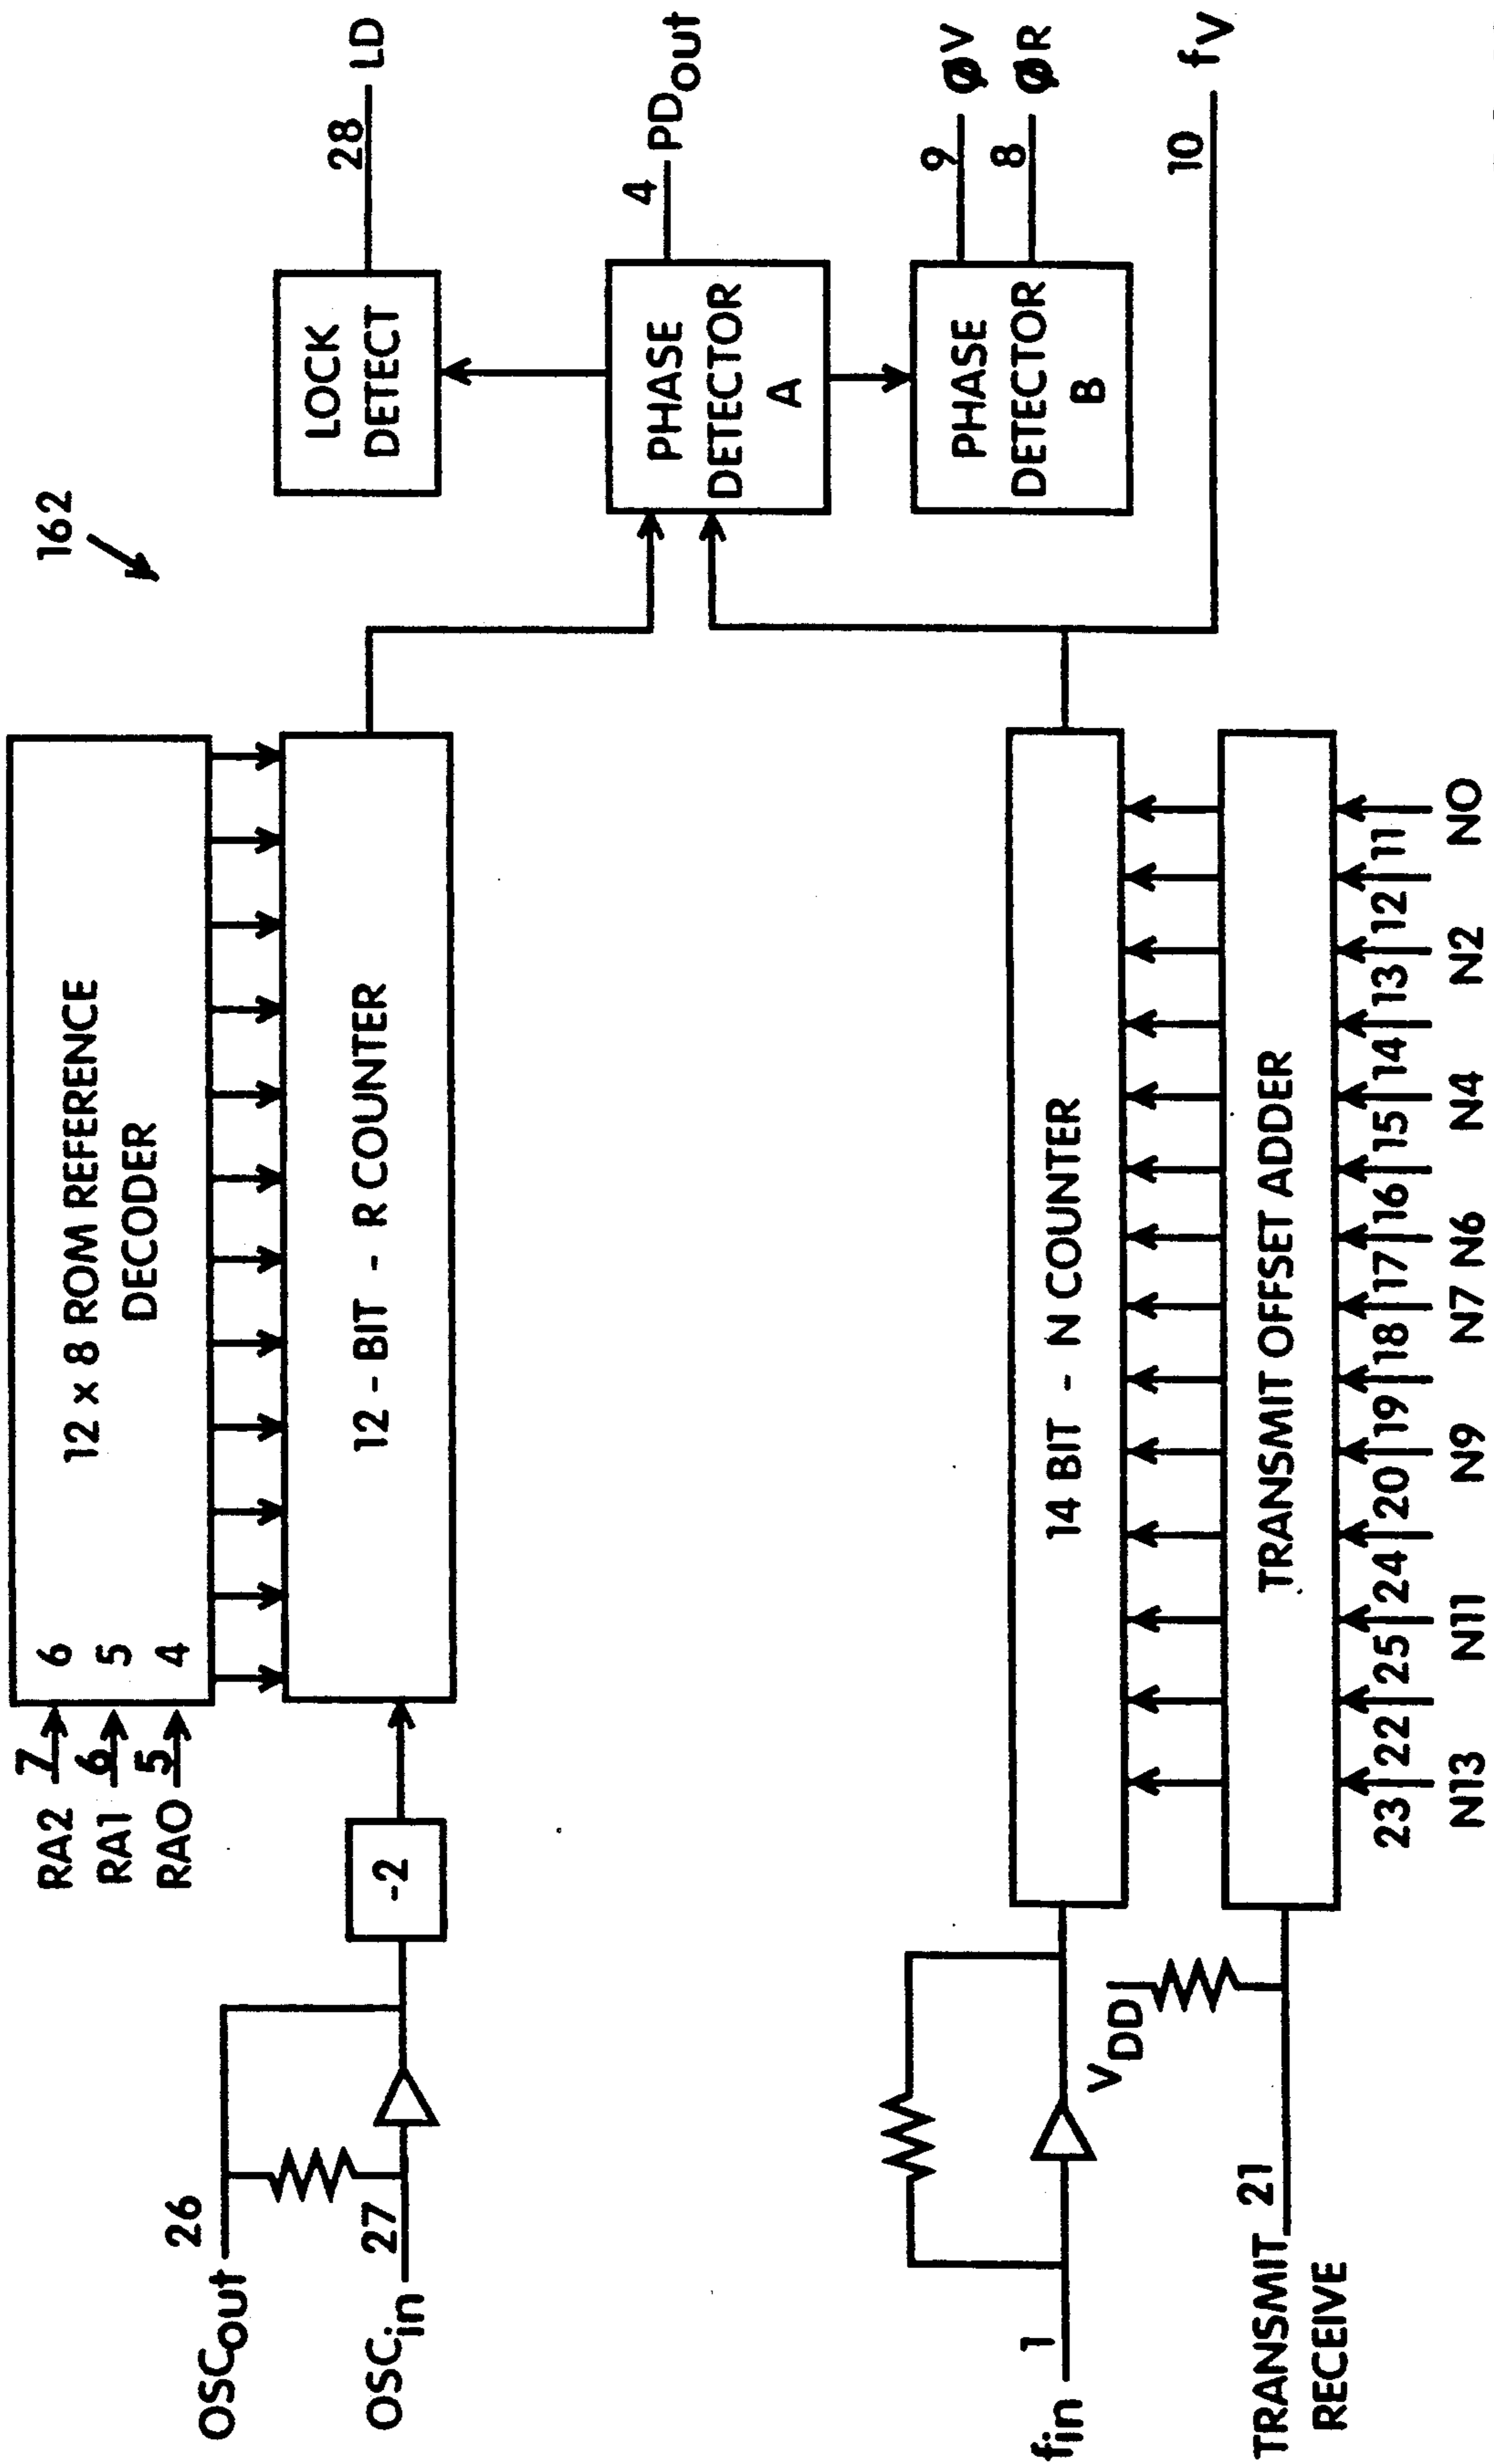 162
RA2 7 6
RA1 6 5
RA0 5 4
12 x 8 ROM REFERENCE
DECODER
OSCout 26
OSCin 27
-2
12 - BIT - R COUNTER
LOCK
DETECT
28 LD
PHASE
DETECTOR
A
4 PDout
PHASE
DETECTOR
B
9 ØV
8 ØR
10 fV
fin 1
14 BIT - N COUNTER
VDD
TRANSMIT 21
RECEIVE
TRANSMIT OFFSET ADDER
23 22 25 24 20 19 18 17 16 15 14 13 12 11
N13 N11 N9 N7 N6 N4 N2 N0